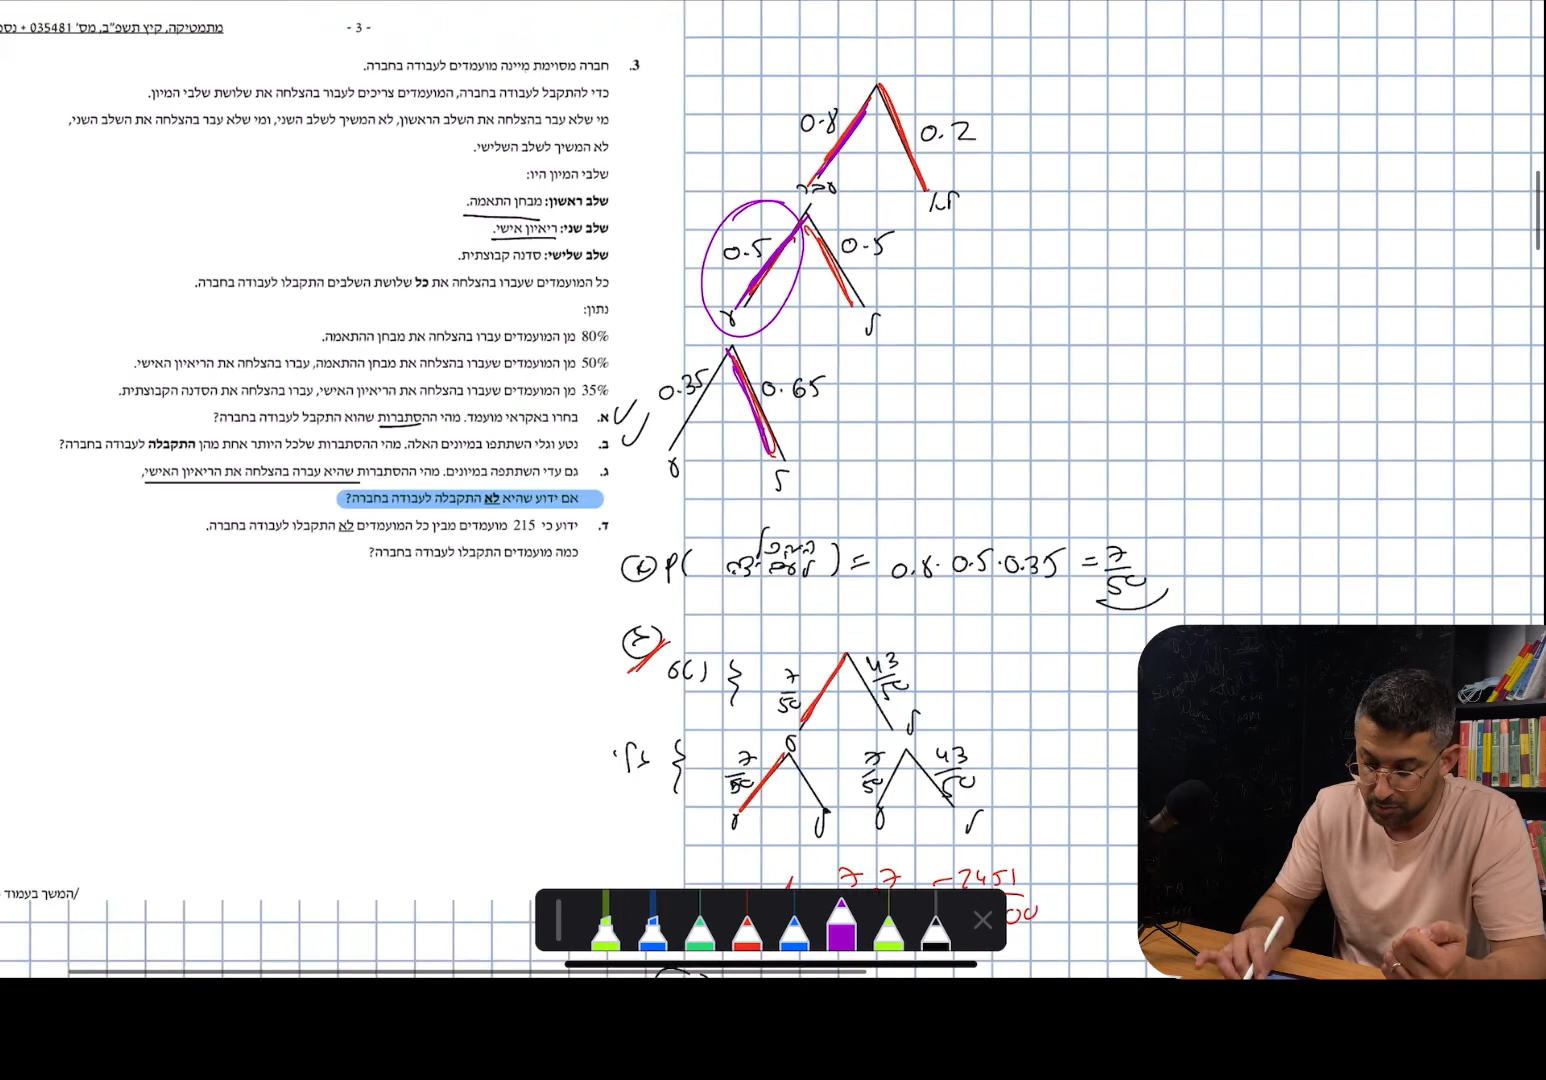 מתמטיקה, קיץ תשפ"ב, מס' 035481 + נספ
- 3 -
3. חברה מסוימת מיינה מועמדים לעבודה בחברה.
כדי להתקבל לעבודה בחברה, המועמדים צריכים לעבור בהצלחה את שלושת שלבי המיון.
מי שלא עבר בהצלחה את השלב הראשון, לא המשיך לשלב השני, ומי שלא עבר בהצלחה את השלב השני,
לא המשיך לשלב השלישי.
שלבי המיון היו:
שלב ראשון: מבחן התאמה.
שלב שני: ריאיון אישי.
שלב שלישי: סדנה קבוצתית.
כל המועמדים שעברו בהצלחה את כל שלושת השלבים התקבלו לעבודה בחברה.
נתון:
80% מן המועמדים עברו בהצלחה את מבחן ההתאמה.
50% מן המועמדים שעברו בהצלחה את מבחן ההתאמה, עברו בהצלחה את הריאיון האישי.
35% מן המועמדים שעברו בהצלחה את הריאיון האישי, עברו בהצלחה את הסדנה הקבוצתית.
א. בחרו באקראי מועמד. מהי ההסתברות שהוא התקבל לעבודה בחברה?
ב. נטע וגלי השתתפו במיונים האלה. מהי ההסתברות שלכל היותר אחת מהן התקבלה לעבודה בחברה?
ג. גם עדי השתתפה במיונים. מהי ההסתברות שהיא עברה בהצלחה את הריאיון האישי,
אם ידוע שהיא לא התקבלה לעבודה בחברה?
ד. ידוע כי 215 מועמדים מבין כל המועמדים לא התקבלו לעבודה בחברה.
כמה מועמדים התקבלו לעבודה בחברה?
/המשך בעמוד
0.8 0.2
עבר לא
0.5 0.5
ע ל
0.35 0.65
ע ל
א P( ) = 0.8 · 0.5 · 0.35 = 7/50
ב
7/50 43/50
ל
גלי
7/50 7/50 43/50
ע ל ע ל
7 7 = 2451
00